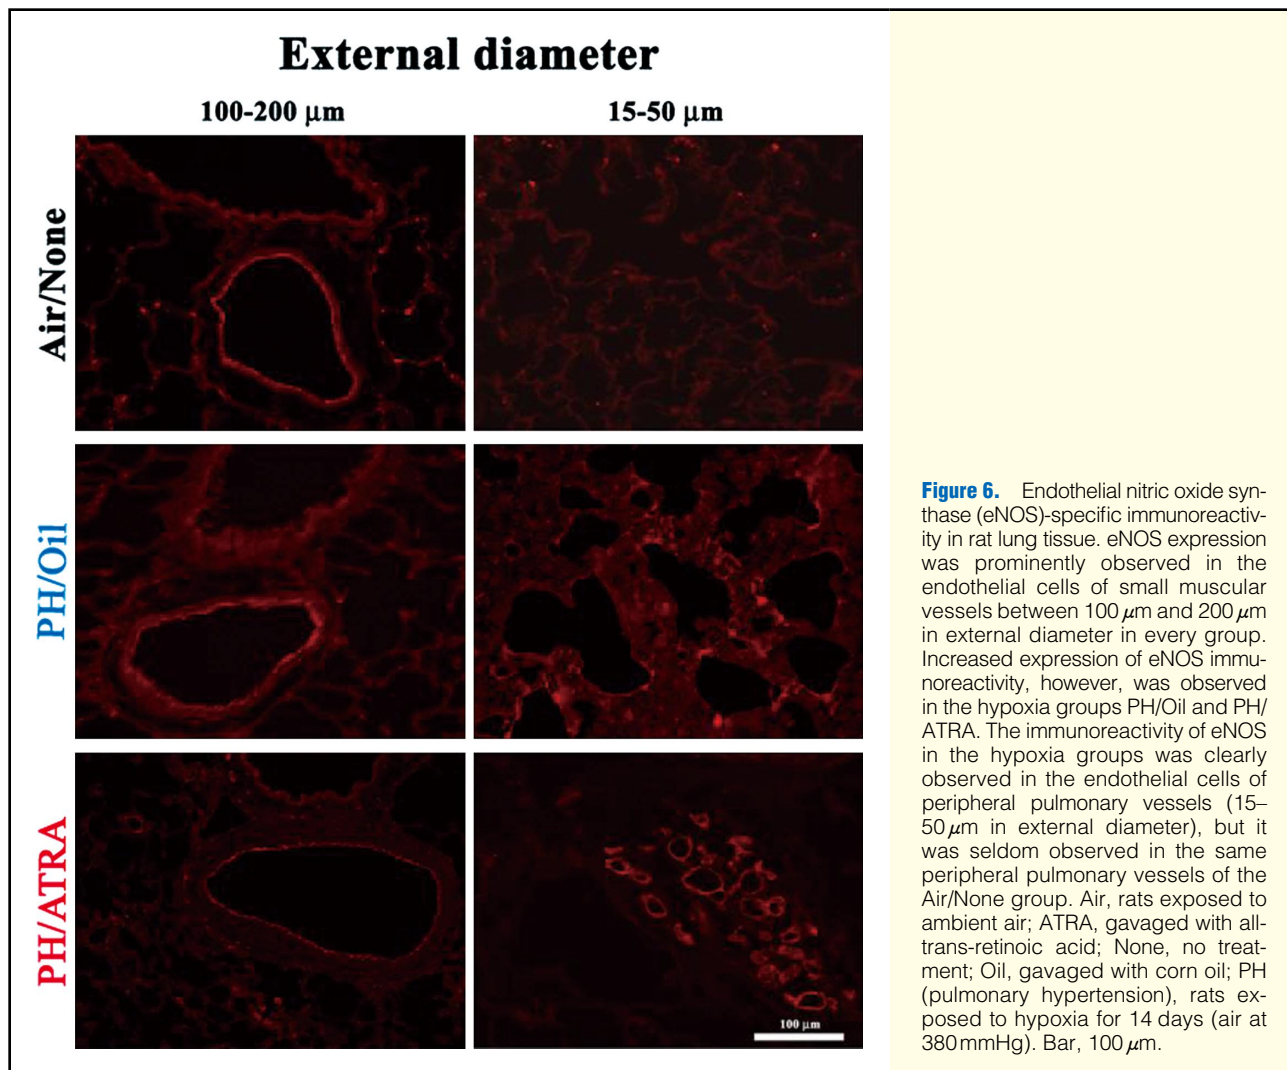 External diameter
100-200 μm
15-50 μm
Air/None
PH/Oil
PH/ATRA
100 μm
Figure 6. Endothelial nitric oxide syn-
thase (eNOS)-specific immunoreactiv-
ity in rat lung tissue. eNOS expression
was prominently observed in the
endothelial cells of small muscular
vessels between 100 μm and 200 μm
in external diameter in every group.
Increased expression of eNOS immu-
noreactivity, however, was observed
in the hypoxia groups PH/Oil and PH/
ATRA. The immunoreactivity of eNOS
in the hypoxia groups was clearly
observed in the endothelial cells of
peripheral pulmonary vessels (15–
50 μm in external diameter), but it
was seldom observed in the same
peripheral pulmonary vessels of the
Air/None group. Air, rats exposed to
ambient air; ATRA, gavaged with all-
trans-retinoic acid; None, no treat-
ment; Oil, gavaged with corn oil; PH
(pulmonary hypertension), rats ex-
posed to hypoxia for 14 days (air at
380 mmHg). Bar, 100 μm.